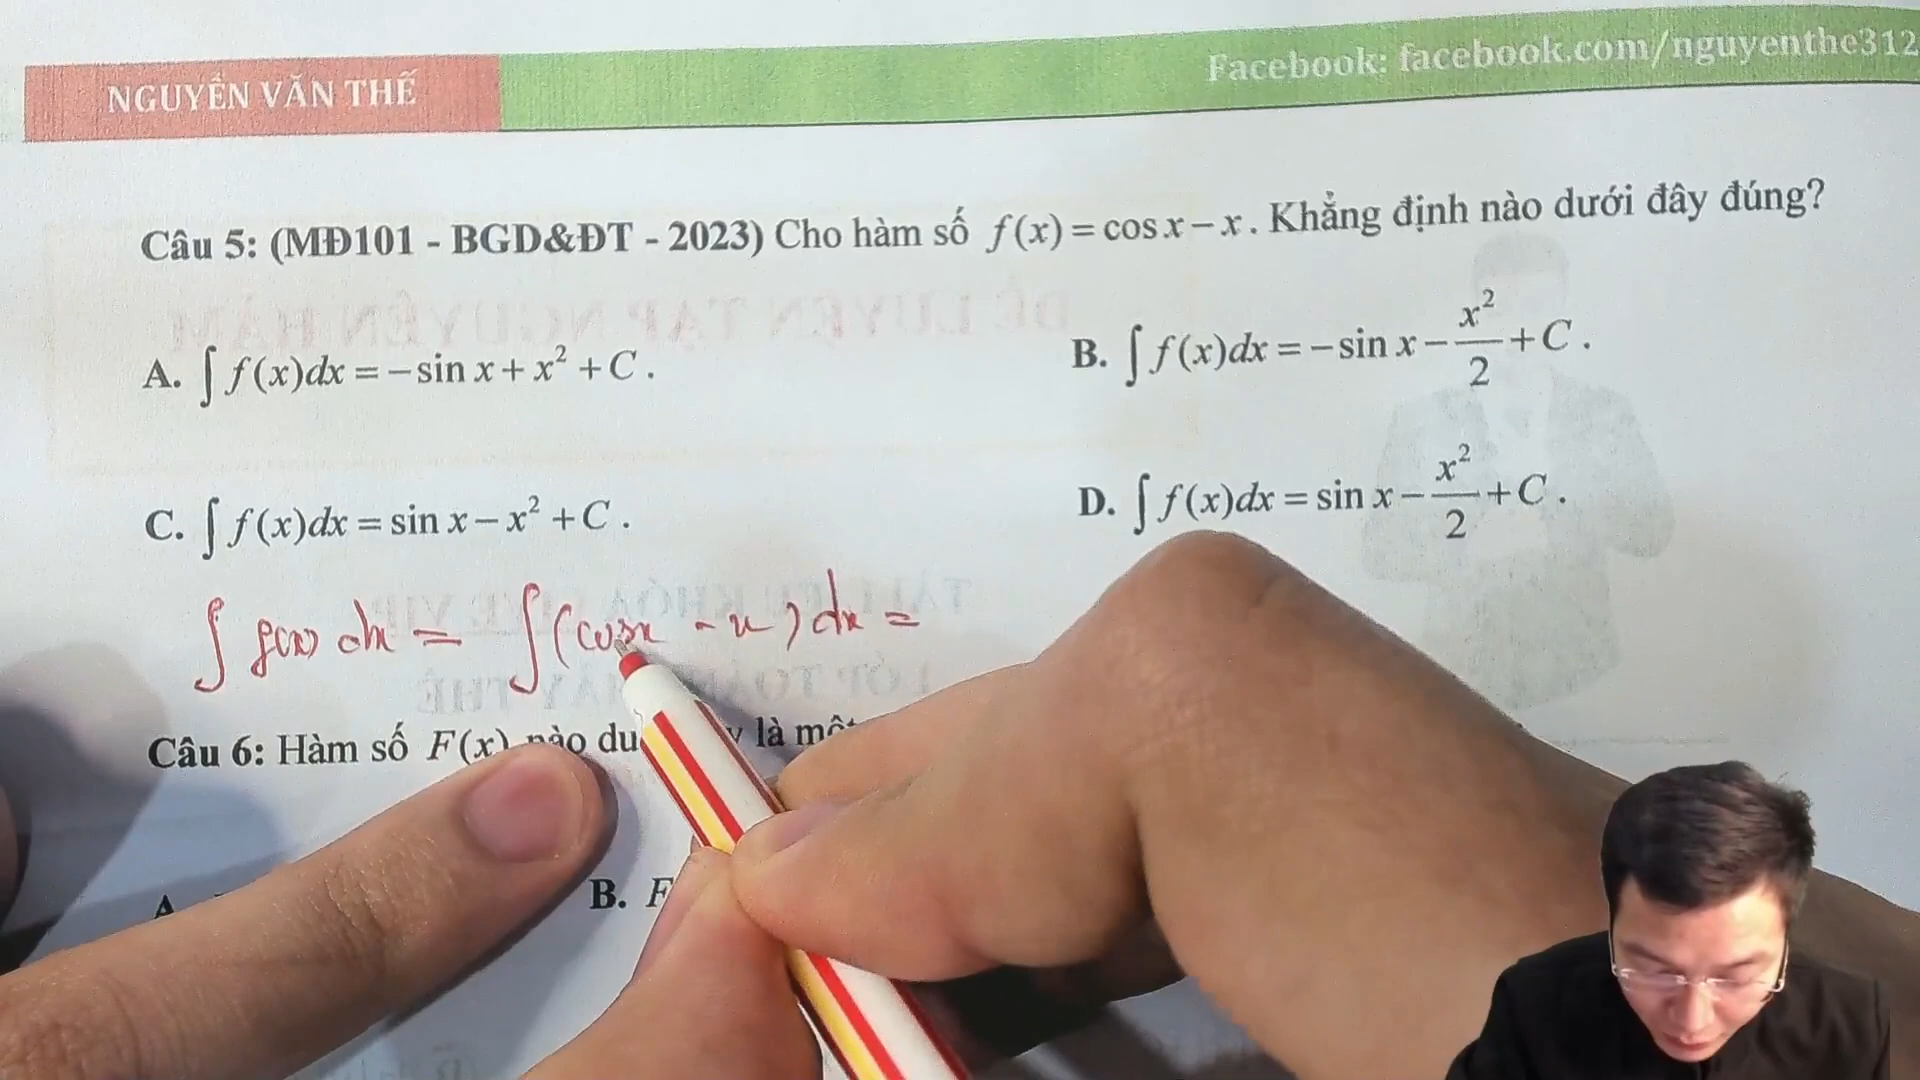 NGUYỄN VĂN THẾ
Facebook: facebook.com/nguyenthe312
Câu 5: (MĐ101 - BGD&ĐT - 2023) Cho hàm số f(x) = cos x - x. Khẳng định nào dưới đây đúng?
A. ∫ f(x)dx = -sin x + x² + C.
B. ∫ f(x)dx = -sin x - x²/2 + C.
C. ∫ f(x)dx = sin x - x² + C.
D. ∫ f(x)dx = sin x - x²/2 + C.
∫ f(x) dx = ∫ (cosx - x) dx =
Câu 6: Hàm số F(x) nào là
A
B. F